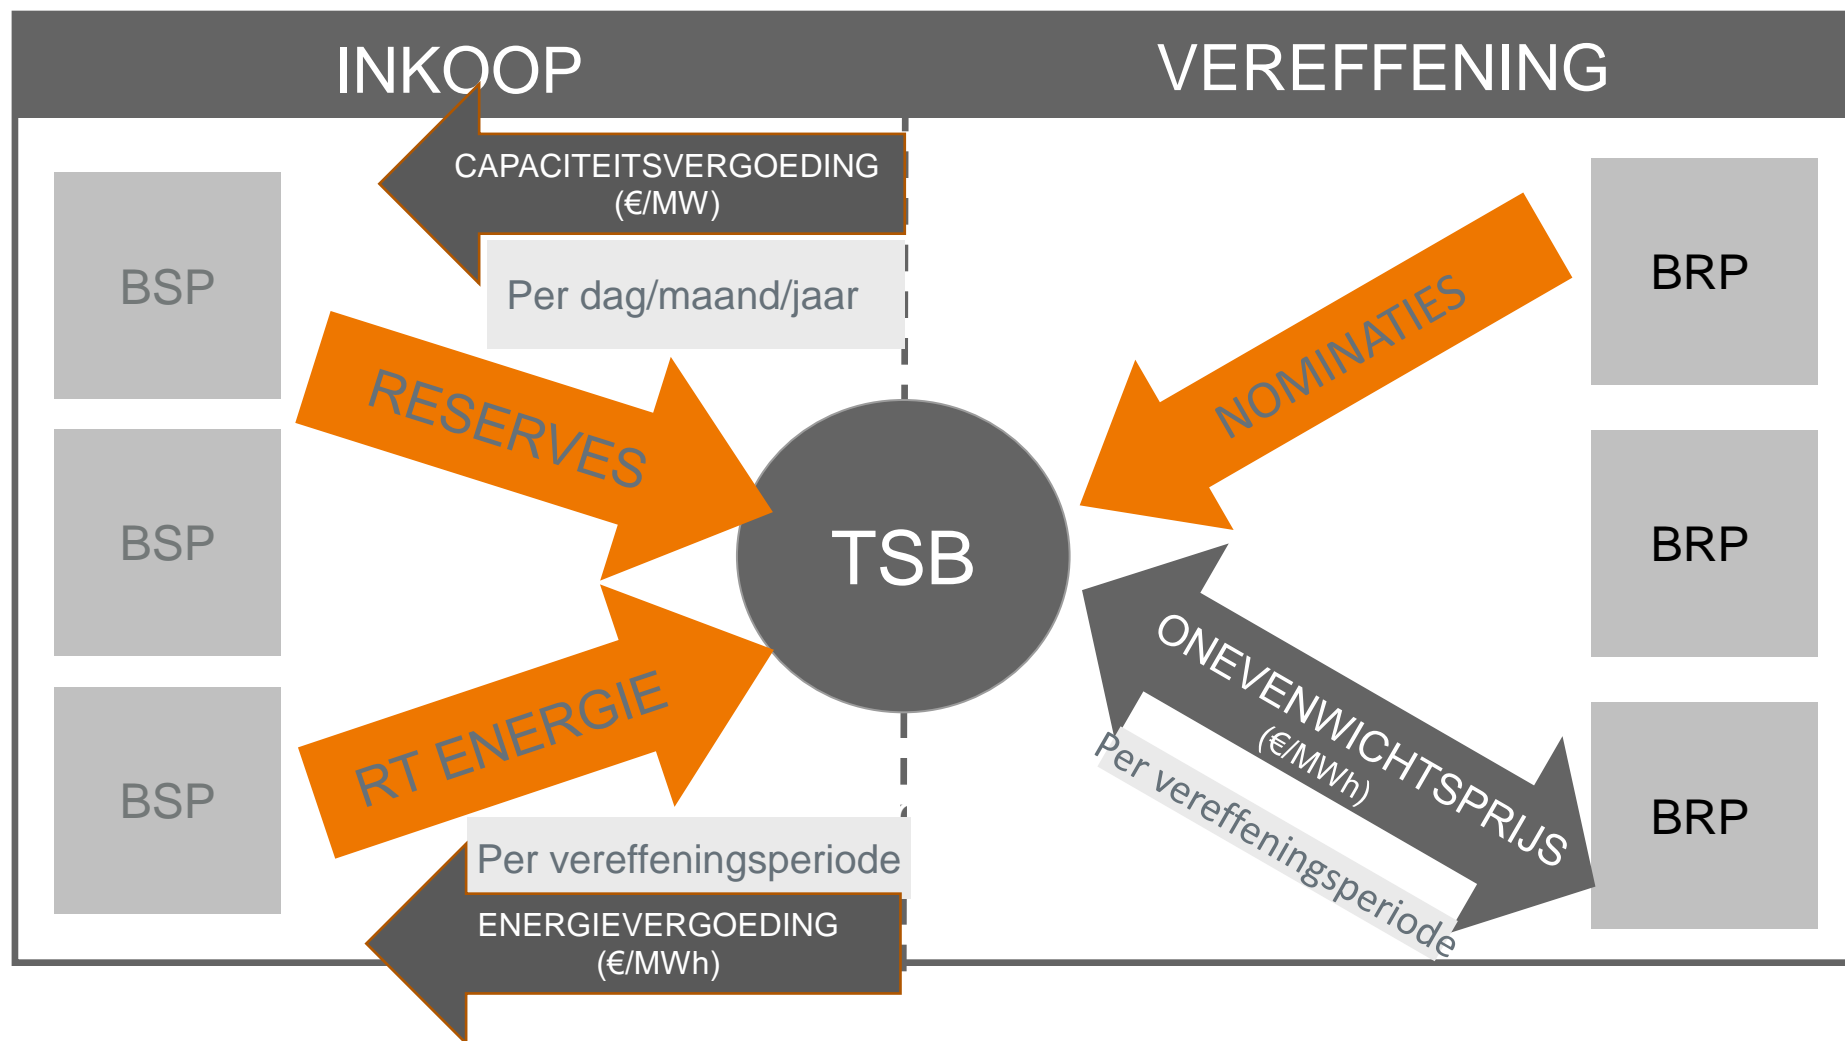 INKOOP
VEREFFENING
CAPACITEITSVERGOEDING
(€/MW)
Per dag/maand/jaar
BSP
BSP
BSP
RESERVES
RT ENERGIE
Per vereffeningsperiode
ENERGIEVERGOEDING
(€/MWh)
TSB
NOMINATIES
ONEVENWICHTSPRIJS
(€/MWh)
Per vereffeningsperiode
BRP
BRP
BRP